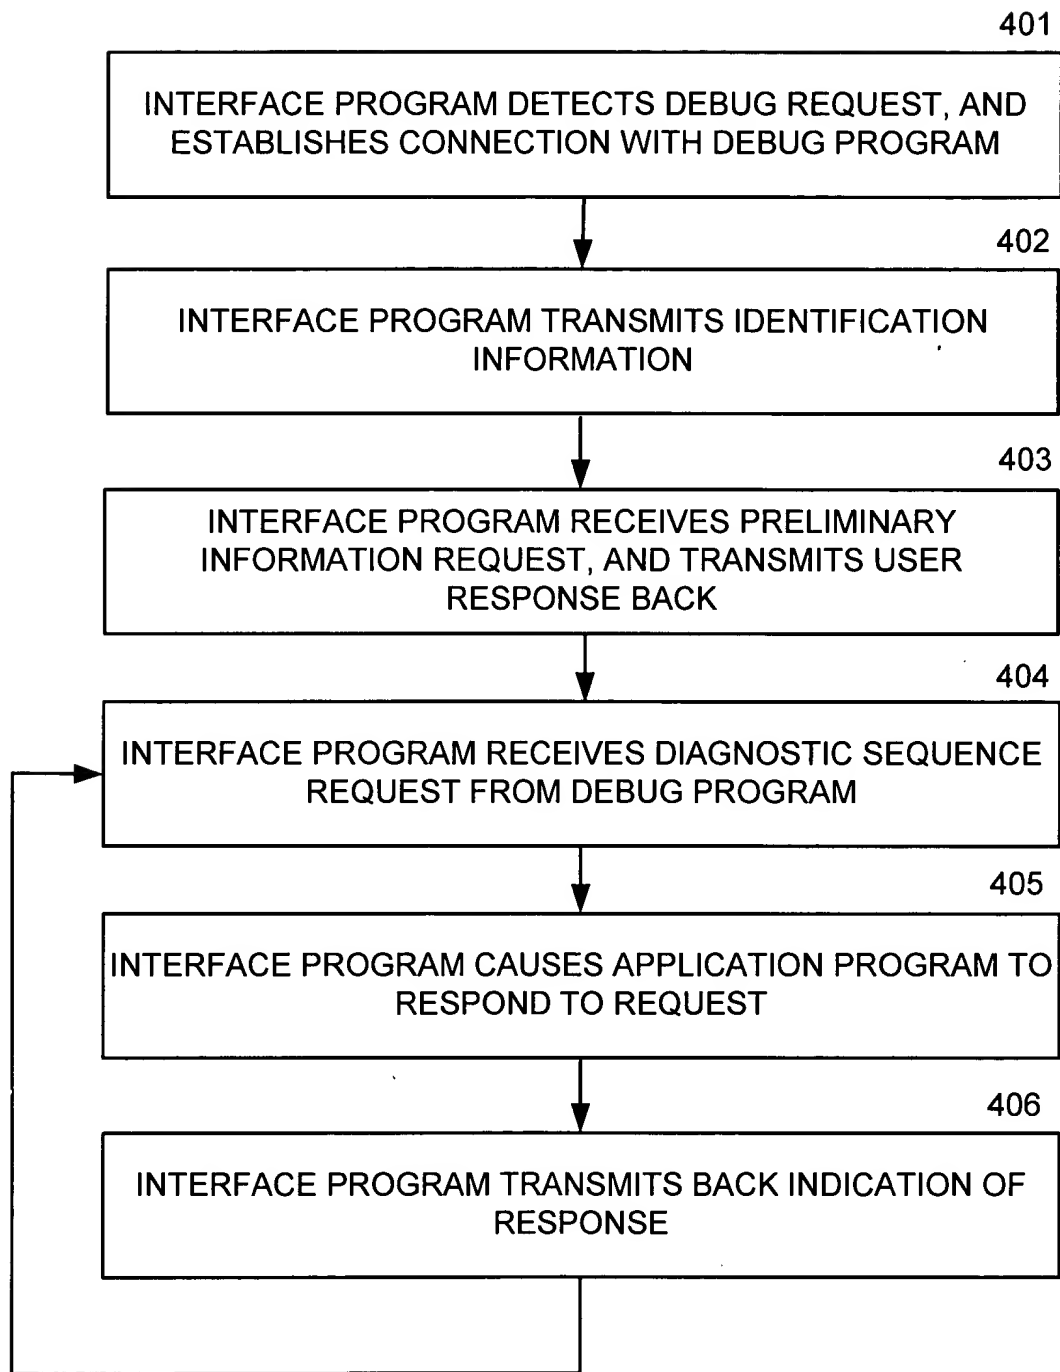 401
INTERFACE PROGRAM DETECTS DEBUG REQUEST, AND
ESTABLISHES CONNECTION WITH DEBUG PROGRAM
402
INTERFACE PROGRAM TRANSMITS IDENTIFICATION
INFORMATION
403
INTERFACE PROGRAM RECEIVES PRELIMINARY
INFORMATION REQUEST, AND TRANSMITS USER
RESPONSE BACK
404
INTERFACE PROGRAM RECEIVES DIAGNOSTIC SEQUENCE
REQUEST FROM DEBUG PROGRAM
405
INTERFACE PROGRAM CAUSES APPLICATION PROGRAM TO
RESPOND TO REQUEST
406
INTERFACE PROGRAM TRANSMITS BACK INDICATION OF
RESPONSE